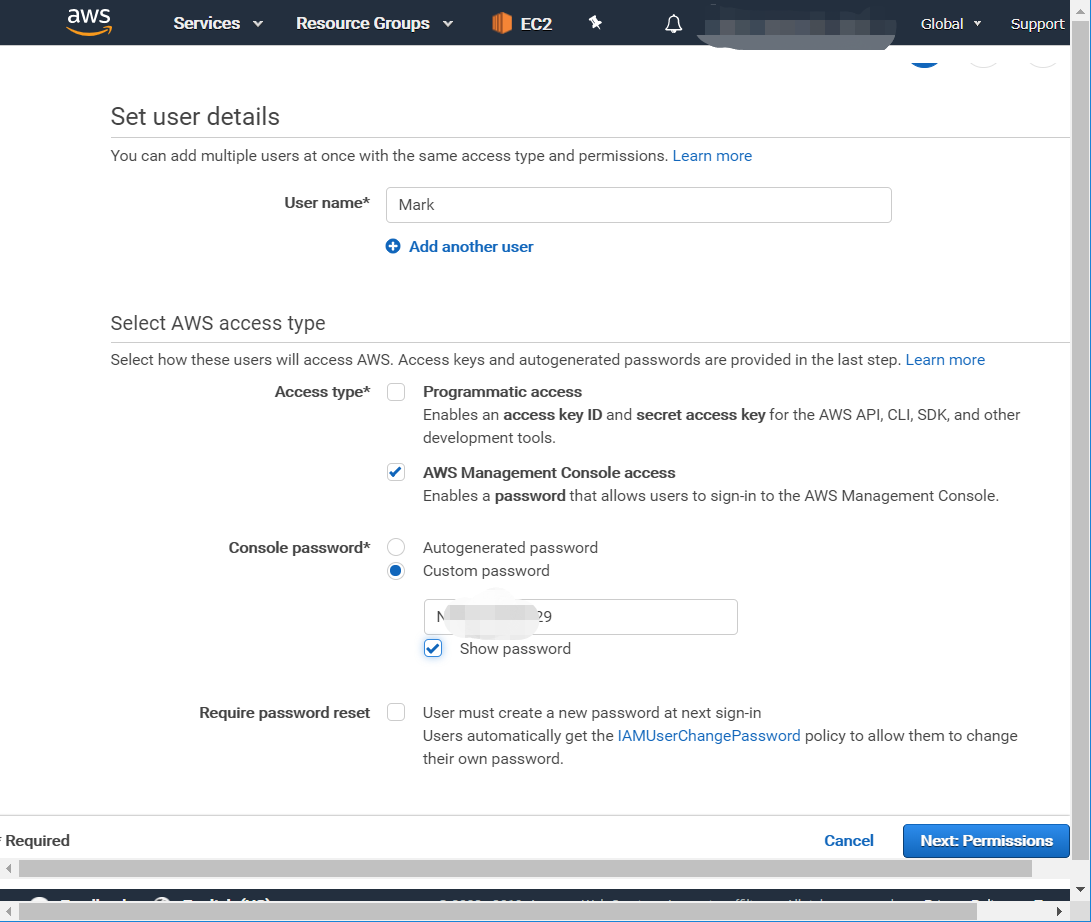 aws Services Resource Groups EC2 Global Support
Set user details
You can add multiple users at once with the same access type and permissions. Learn more
User name* Mark
Add another user
Select AWS access type
Select how these users will access AWS. Access keys and autogenerated passwords are provided in the last step. Learn more
Access type* Programmatic access
Enables an access key ID and secret access key for the AWS API, CLI, SDK, and other
development tools.
AWS Management Console access
Enables a password that allows users to sign-in to the AWS Management Console.
Console password* Autogenerated password
Custom password
N 29
Show password
Require password reset User must create a new password at next sign-in
Users automatically get the IAMUserChangePassword policy to allow them to change
their own password.
* Required Cancel Next: Permissions